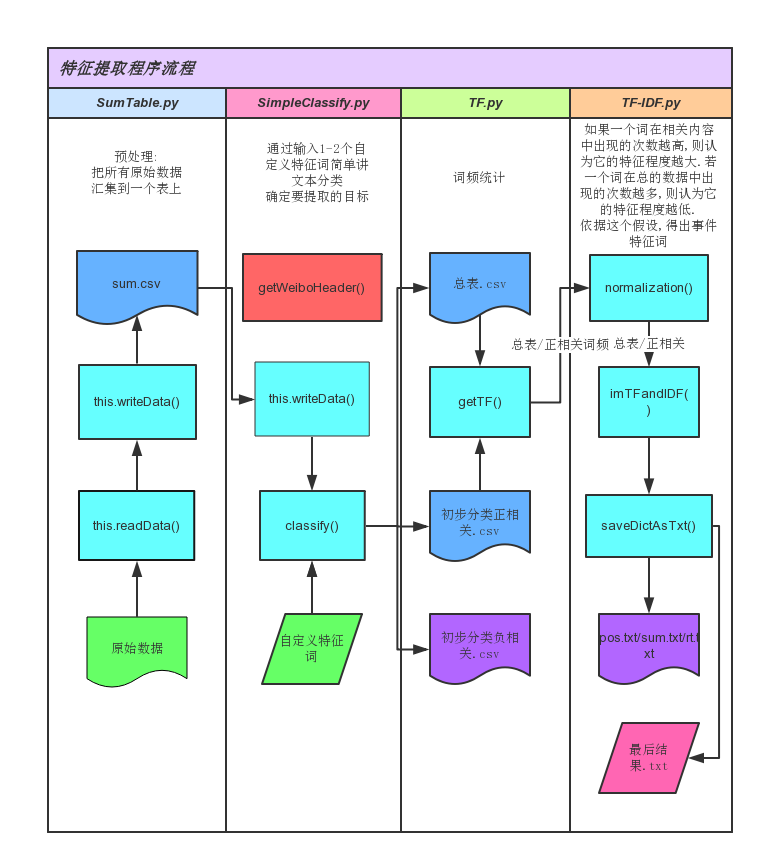 特征提取程序流程
SumTable.py
SimpleClassify.py
TF.py
TF-IDF.py
预处理:
把所有原始数据
汇集到一个表上
通过输入1-2个自
定义特征词简单讲
文本分类
确定要提取的目标
词频统计
如果一个词在相关内容
中出现的次数越高,则认
为它的特征程度越大.若
一个词在总的数据中出
现的次数越多,则认为它
的特征程度越低.
依据这个假设,得出事件
特征词
sum.csv
this.writeData()
this.readData()
原始数据
getWeiboHeader()
this.writeData()
classify()
自定义特征
词
总表.csv
getTF()
初步分类正相
关.csv
初步分类负相
关.csv
总表/正相关词频
normalization()
总表/正相关
imTFandIDF(
)
saveDictAsTxt()
pos.txt/sum.txt/rt.t
xt
最后结
果.txt